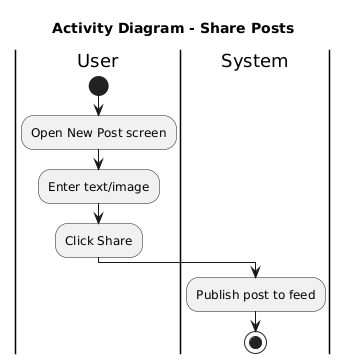 Activity Diagram - Share Posts
User
System
Open New Post screen
Enter text/image
Click Share
Publish post to feed